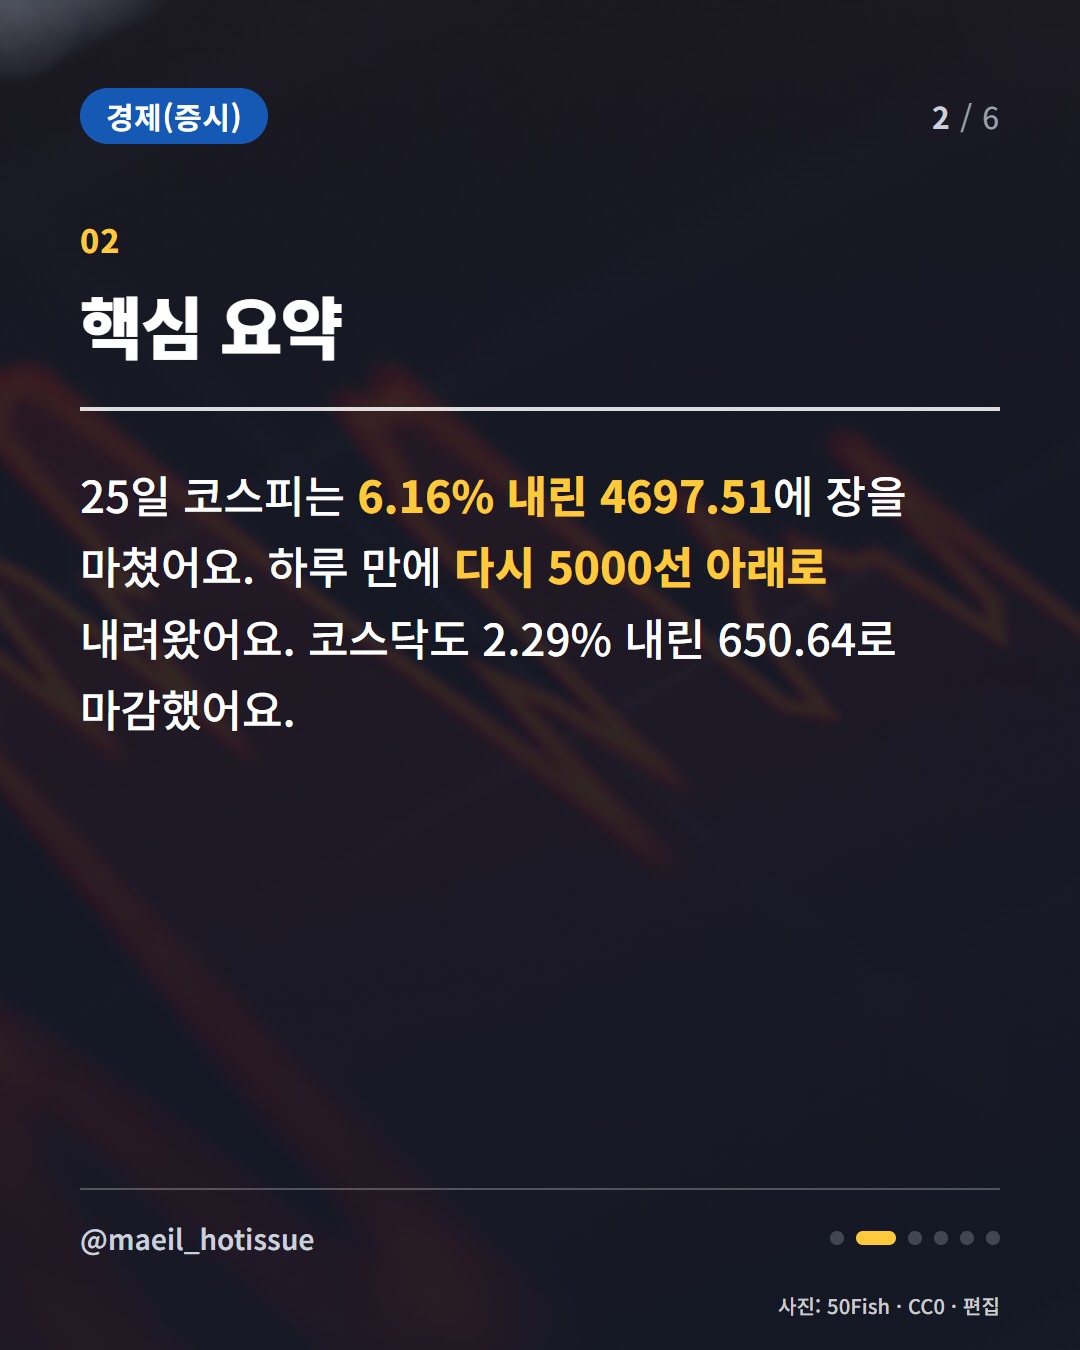 경제(증시)
2 / 6
02
핵심 요약
25일 코스피는 6.16% 내린 4697.51에 장을
마쳤어요. 하루 만에 다시 5000선 아래로
내려왔어요. 코스닥도 2.29% 내린 650.64로
마감했어요.
@maeil_hotissue
사진: 50Fish · CC0 · 편집